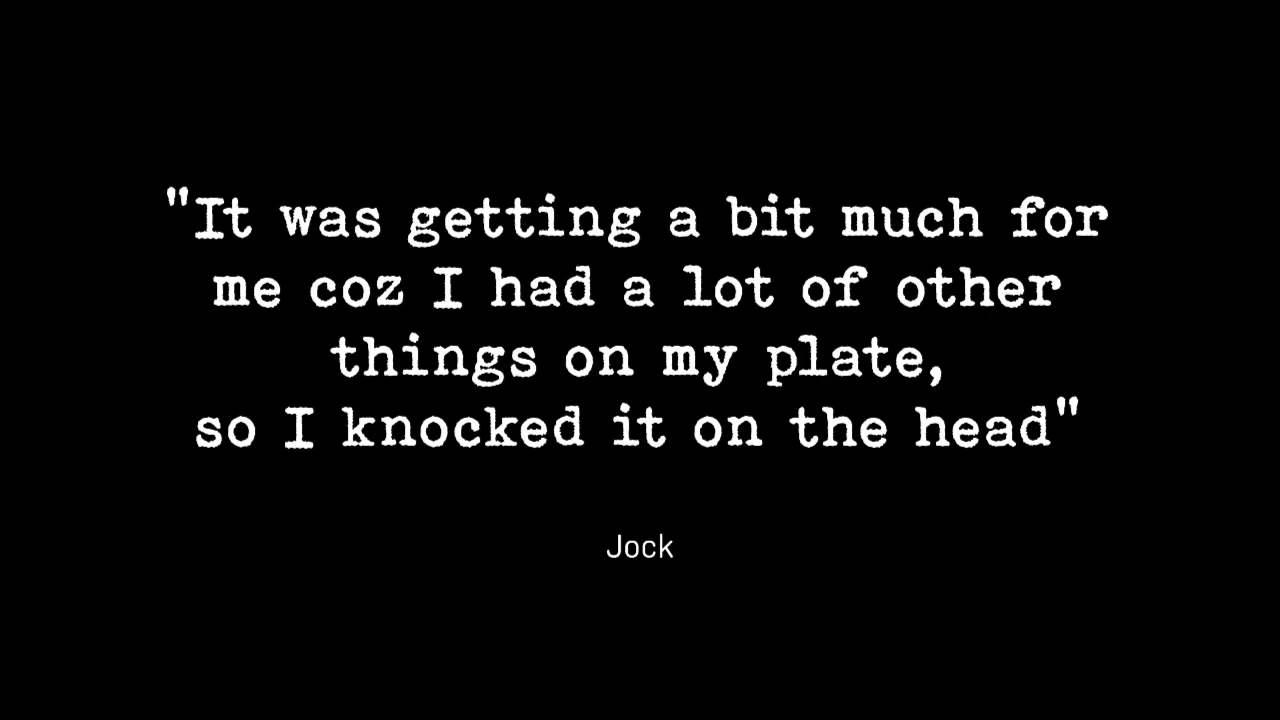 "It was getting a bit much for
me coz I had a lot of other
things on my plate,
so I knocked it on the head"
Jock